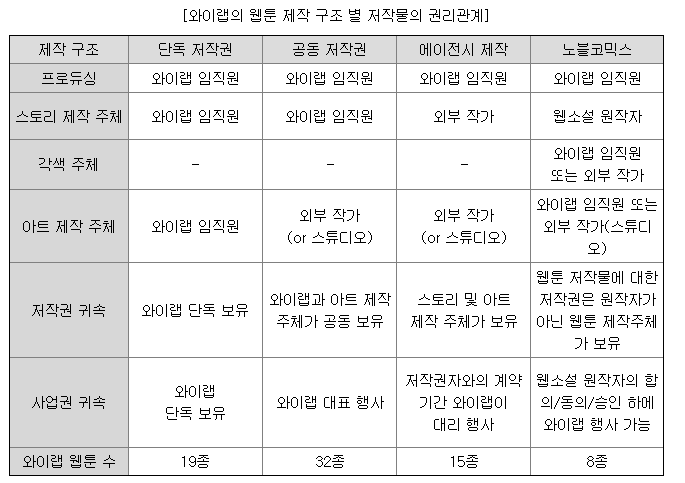 [와이랩의 웹툰 제작 구조 별 저작물의 권리관계]
제작 구조 단독 저작권 공동 저작권 에이전시 제작 노블코믹스
프로듀싱 와이랩 임직원 와이랩 임직원 와이랩 임직원 와이랩 임직원
스토리 제작 주체 와이랩 임직원 와이랩 임직원 외부 작가 웹소설 원작자
각색 주체 - - - 와이랩 임직원
또는 외부 작가
아트 제작 주체 와이랩 임직원 외부 작가
(or 스튜디오) 외부 작가
(or 스튜디오) 와이랩 임직원 또는
외부 작가(스튜디
오)
저작권 귀속 와이랩 단독 보유 와이랩과 아트 제작
주체가 공동 보유 스토리 및 아트
제작 주체가 보유 웹툰 저작물에 대한
저작권은 원작자가
아닌 웹툰 제작주체
가 보유
사업권 귀속 와이랩
단독 보유 와이랩 대표 행사 저작권자와의 계약
기간 와이랩이
대리 행사 웹소설 원작자의 합
의/동의/승인 하에
와이랩 행사 가능
와이랩 웹툰 수 19종 32종 15종 8종